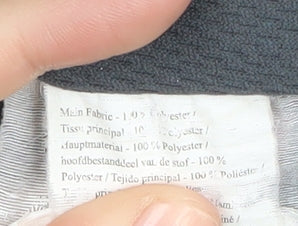 Main Fabric - 100% Polyester /
Tissu principal - 10 Polyester /
Hauptmaterial - 100 % Polyester /
hoofdbestanddeel van de stof - 100 %
Polyester / Tejido principal - 100 % Poliéster /